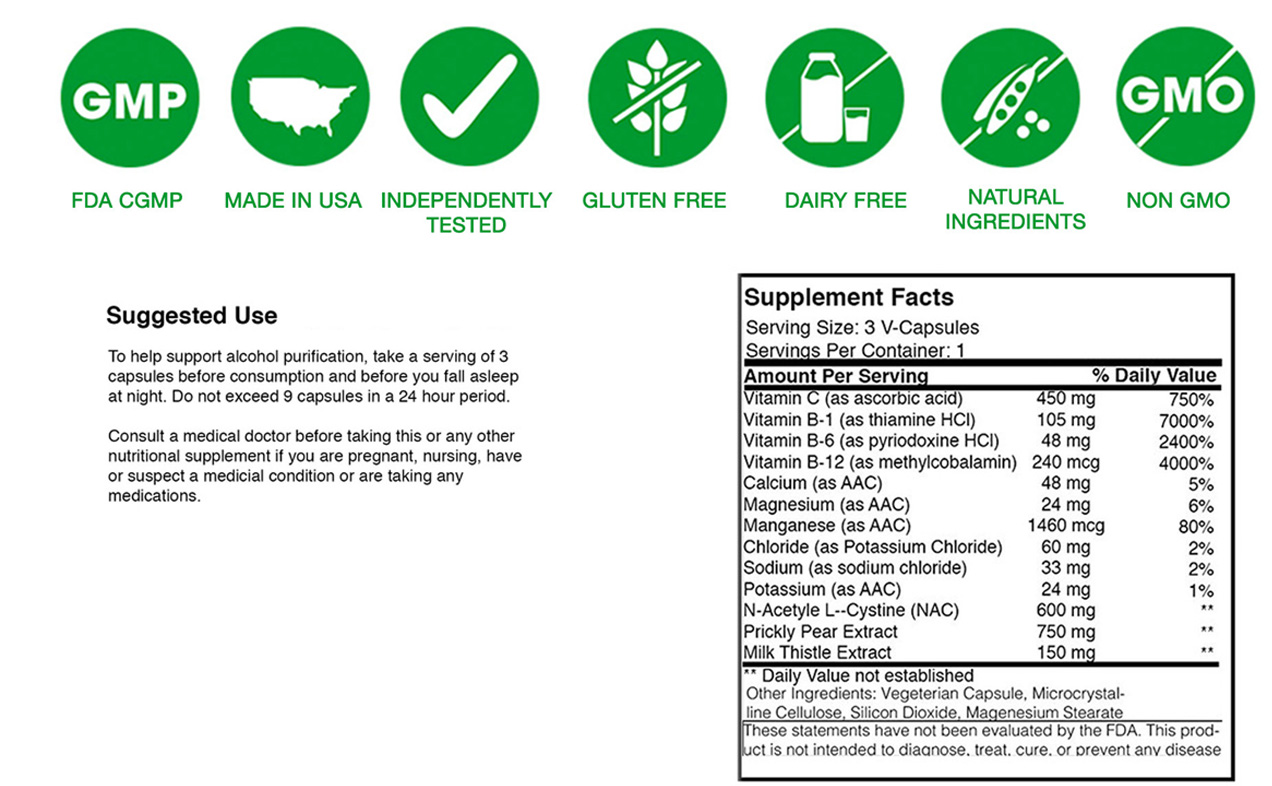 GMP
GMO
FDA CGMP
MADE IN USA
INDEPENDENTLY
TESTED
GLUTEN FREE
DAIRY FREE
NATURAL
INGREDIENTS
NON GMO
Suggested Use
To help support alcohol purification, take a serving of 3
capsules before consumption and before you fall asleep
at night. Do not exceed 9 capsules in a 24 hour period.
Consult a medical doctor before taking this or any other
nutritional supplement if you are pregnant, nursing, have
or suspect a medicial condition or are taking any
medications.
Supplement Facts
Serving Size: 3 V-Capsules
Servings Per Container: 1
Amount Per Serving % Daily Value
Vitamin C (as ascorbic acid) 450 mg 750%
Vitamin B-1 (as thiamine HCl) 105 mg 7000%
Vitamin B-6 (as pyriodoxine HCl) 48 mg 2400%
Vitamin B-12 (as methylcobalamin) 240 mcg 4000%
Calcium (as AAC) 48 mg 5%
Magnesium (as AAC) 24 mg 6%
Manganese (as AAC) 1460 mcg 80%
Chloride (as Potassium Chloride) 60 mg 2%
Sodium (as sodium chloride) 33 mg 2%
Potassium (as AAC) 24 mg 1%
N-Acetyle L--Cystine (NAC) 600 mg **
Prickly Pear Extract 750 mg **
Milk Thistle Extract 150 mg **
** Daily Value not established
Other Ingredients: Vegeterian Capsule, Microcrystal-
line Cellulose, Silicon Dioxide, Magenesium Stearate
These statements have not been evaluated by the FDA. This prod-
uct is not intended to diagnose, treat, cure, or prevent any disease